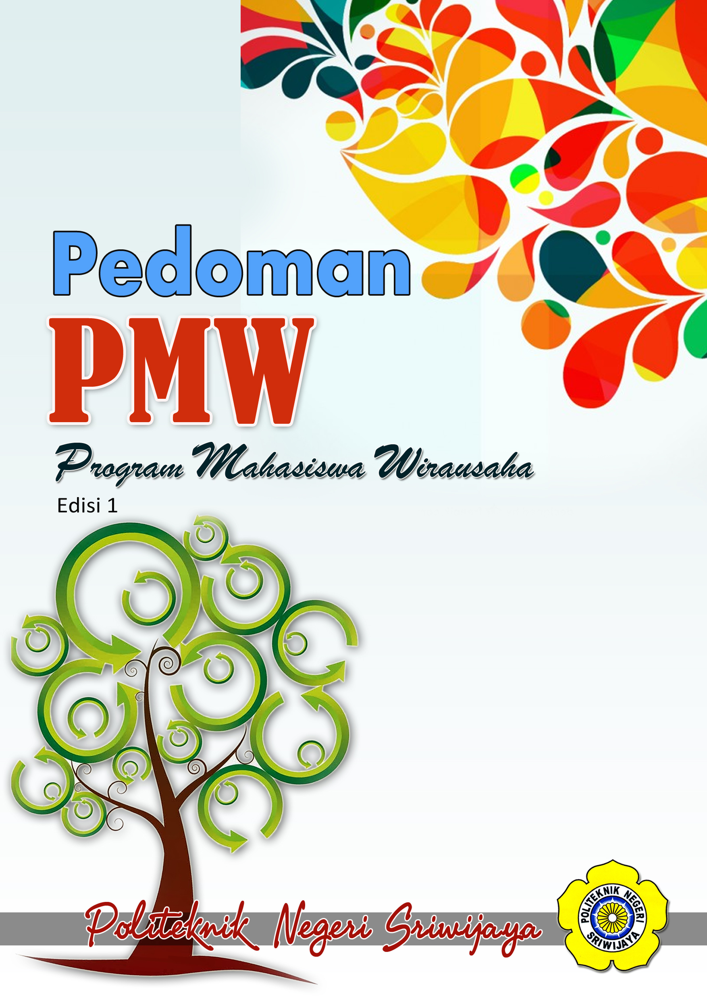 Pedoman
PMW
Program Mahasiswa Wirausaha
Edisi 1
Politeknik Negeri Sriwijaya
POLITEKNIK NEGERI
SRIWIJAYA